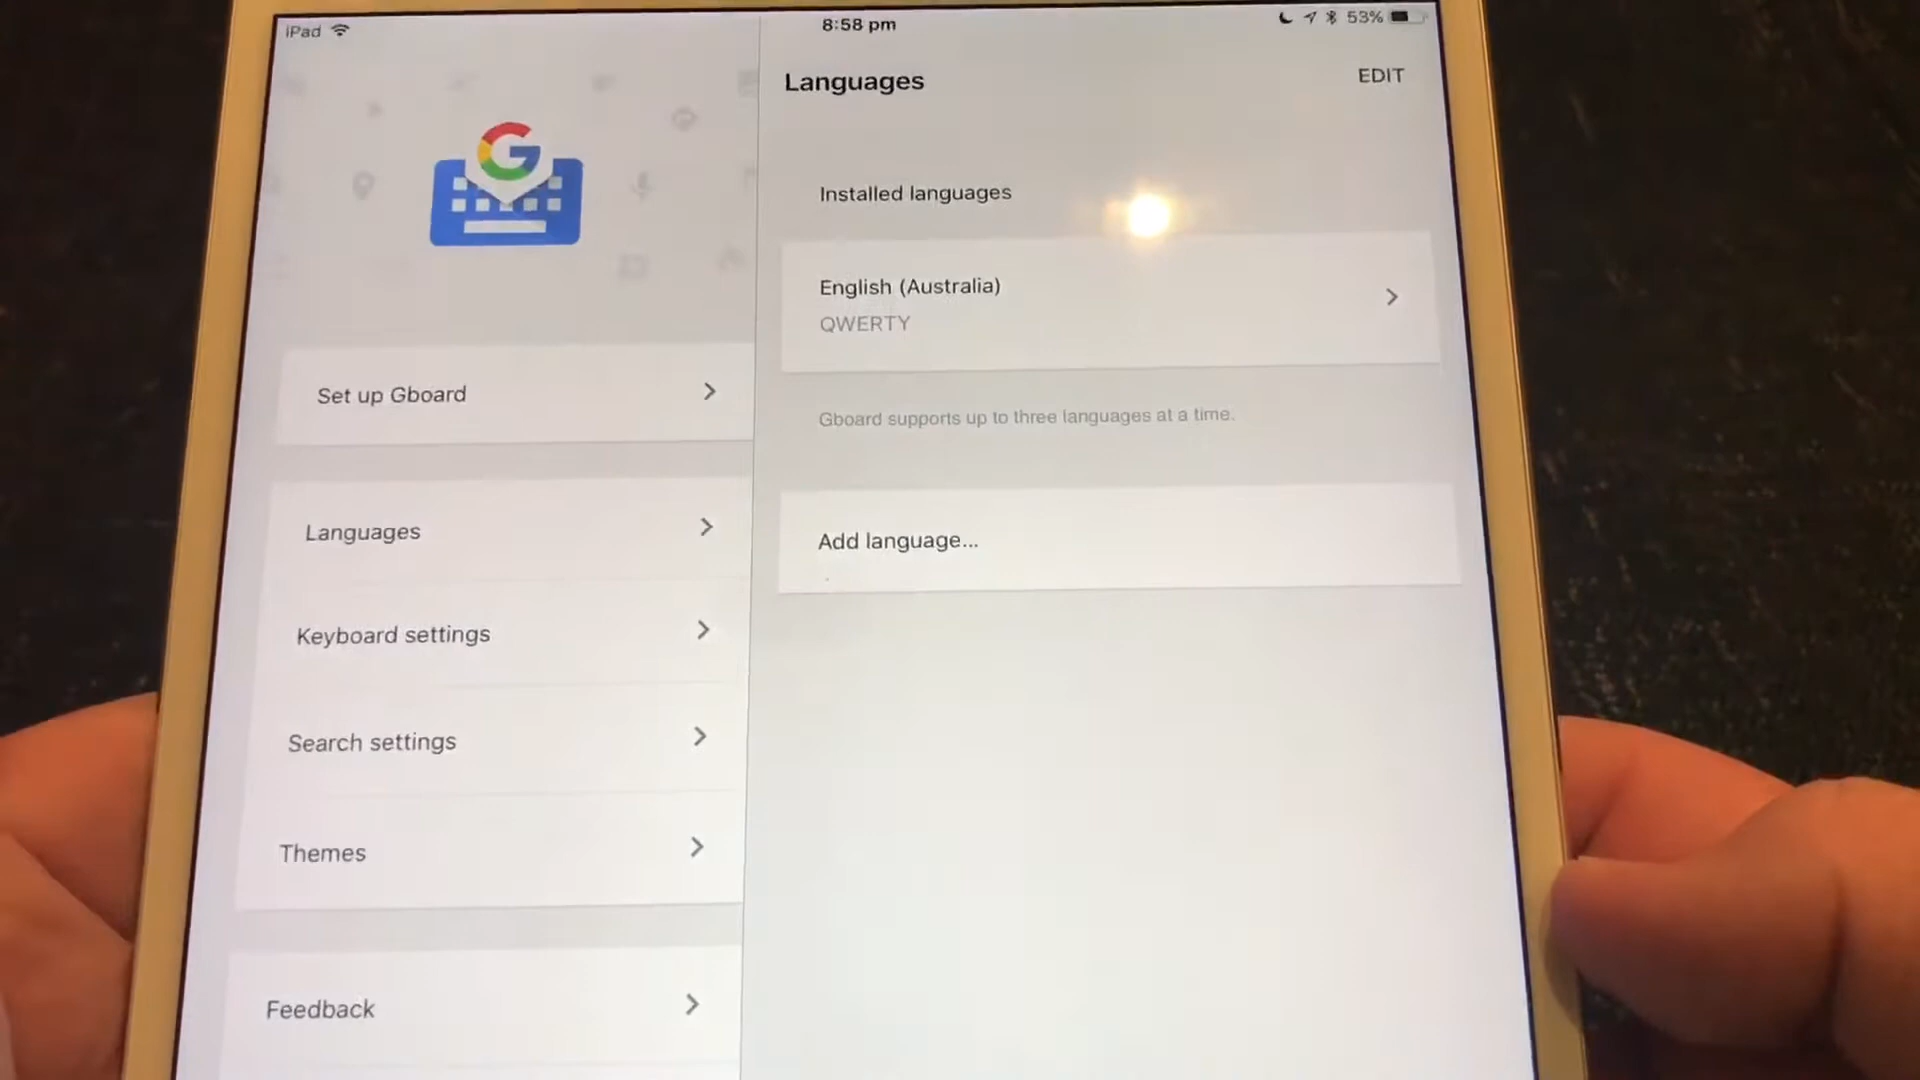 iPad
8:58 pm
53%
Set up Gboard
Languages
Keyboard settings
Search settings
Themes
Feedback
Languages
EDIT
Installed languages
English (Australia)
QWERTY
Gboard supports up to three languages at a time.
Add language...